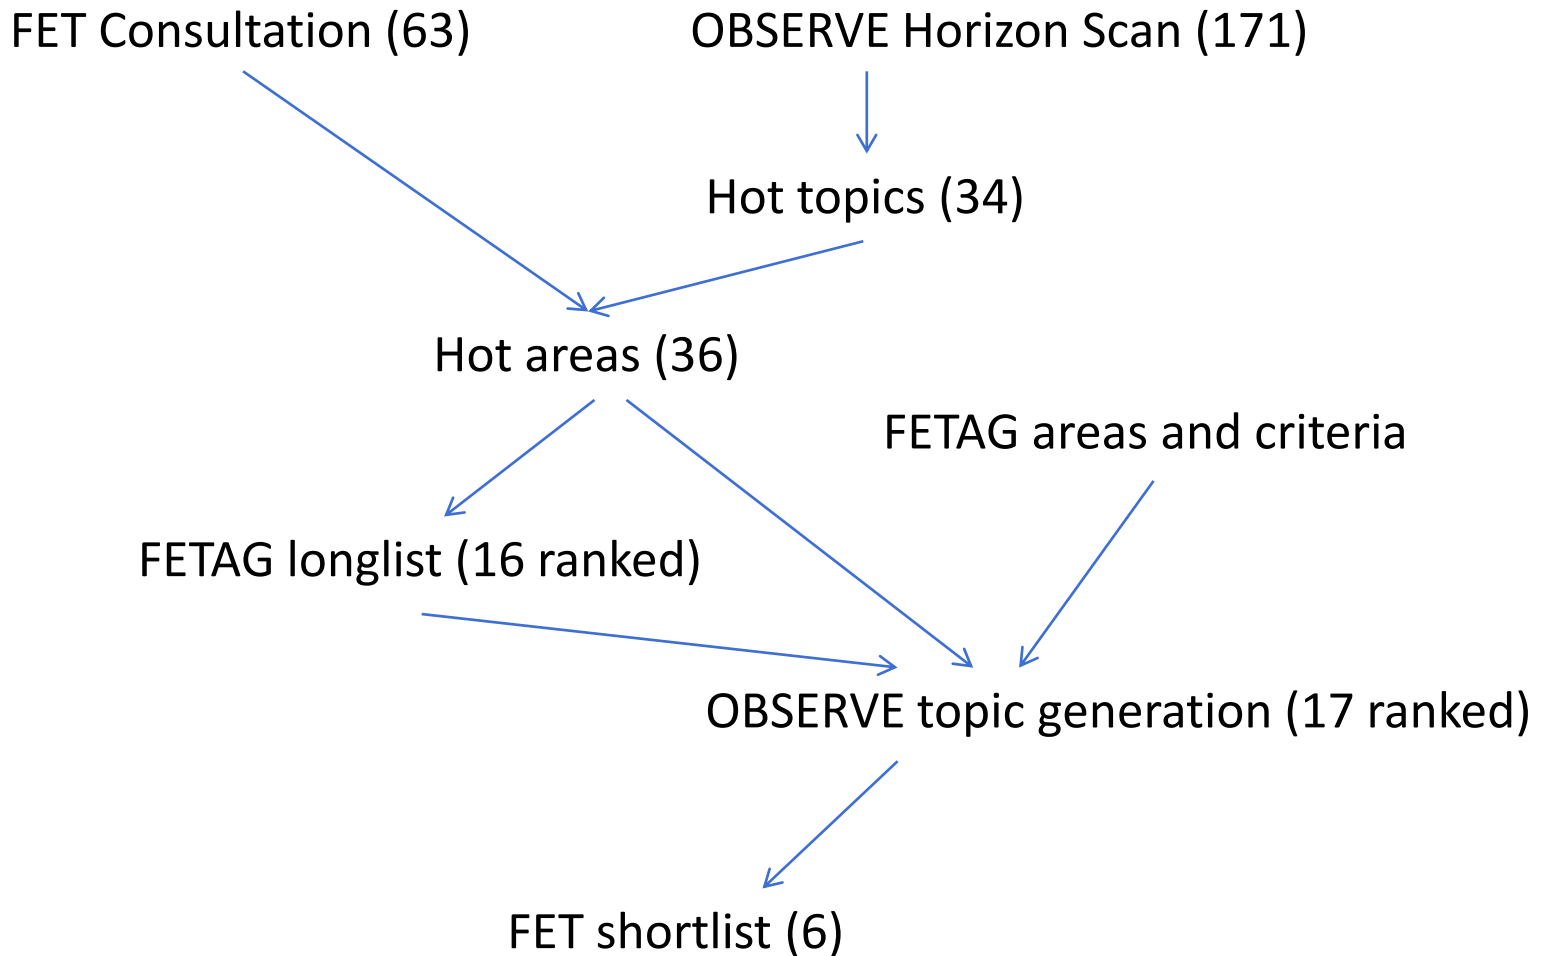 FET Consultation (63)
OBSERVE Horizon Scan (171)
Hot topics (34)
Hot areas (36)
FETAG areas and criteria
FETAG longlist (16 ranked)
OBSERVE topic generation (17 ranked)
FET shortlist (6)